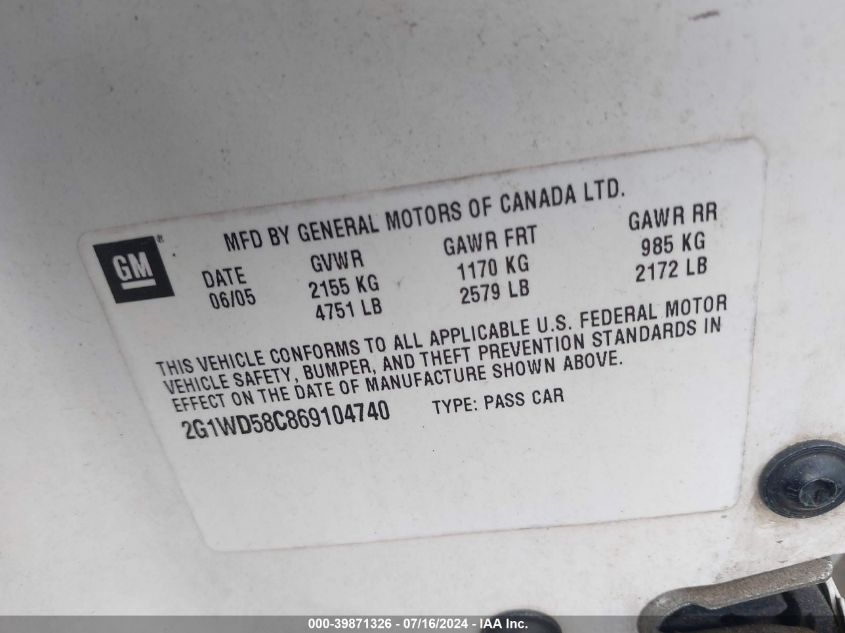 MFD BY GENERAL MOTORS OF CANADA LTD.
GM®
DATE GVWR GAWR FRT GAWR RR
06/05 2155 KG 1170 KG 985 KG
4751 LB 2579 LB 2172 LB
THIS VEHICLE CONFORMS TO ALL APPLICABLE U.S. FEDERAL MOTOR
VEHICLE SAFETY, BUMPER, AND THEFT PREVENTION STANDARDS IN
EFFECT ON THE DATE OF MANUFACTURE SHOWN ABOVE.
2G1WD58C869104740 TYPE: PASS CAR
000-39871326 / 07/16/2024 - IAA Inc.